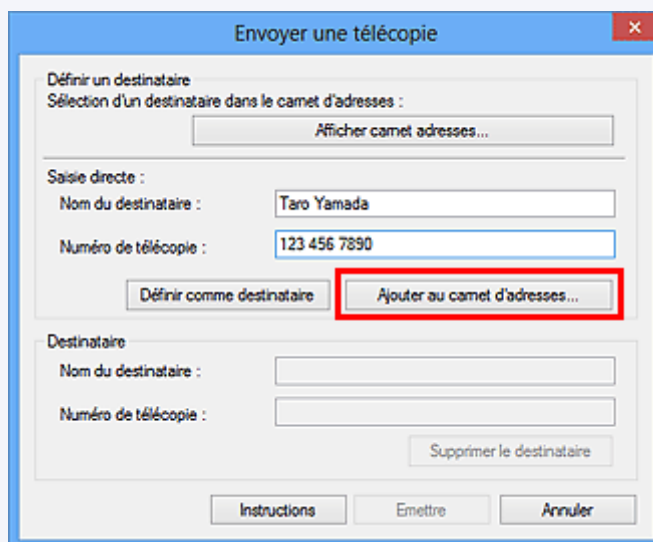 Envoyer une télécopie
Définir un destinataire
Sélection d'un destinataire dans le carnet d'adresses :
Afficher carnet adresses...
Saisie directe :
Nom du destinataire : Taro Yamada
Numéro de télécopie : 123 456 7890
Définir comme destinataire Ajouter au carnet d'adresses...
Destinataire
Nom du destinataire :
Numéro de télécopie :
Supprimer le destinataire
Instructions Emettre Annuler